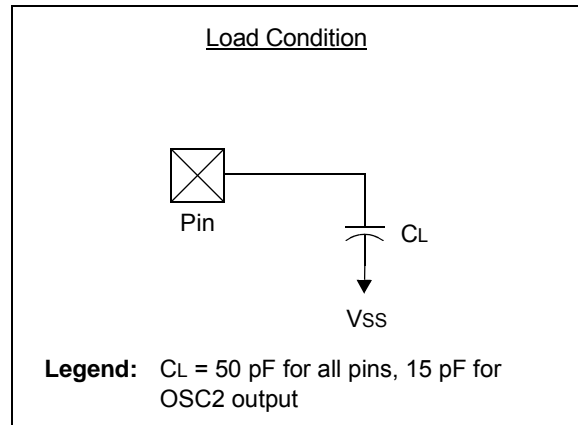 Load Condition
Pin
CL
VSS
Legend: CL = 50 pF for all pins, 15 pF for
OSC2 output